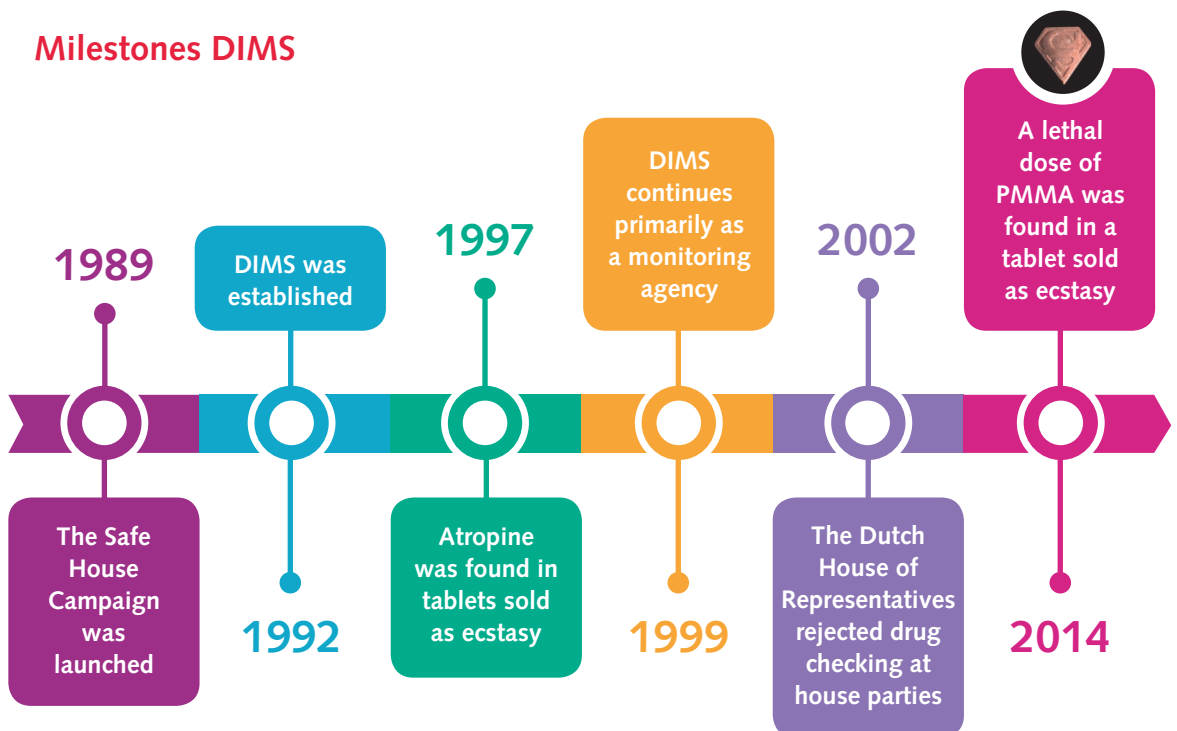 Milestones DIMS
1989
The Safe
House
Campaign
was
launched
DIMS was
established
1992
1997
Atropine
was found in
tablets sold
as ecstasy
DIMS
continues
primarily as
a monitoring
agency
1999
2002
The Dutch
House of
Representatives
rejected drug
checking at
house parties
A lethal
dose of
PMMA was
found in a
tablet sold
as ecstasy
2014